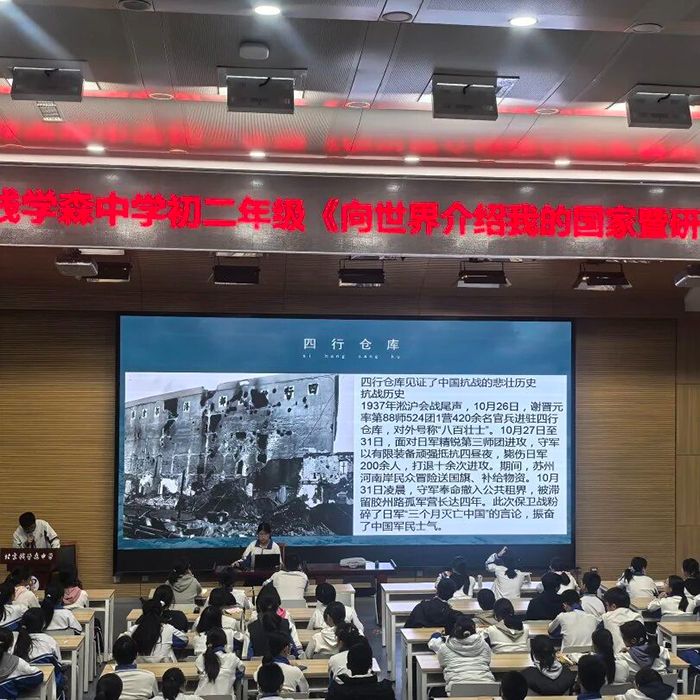 钱学森中学初二年级《向世界介绍我的国家暨研
四行仓库
si hang cang ku
四行仓库见证了中国抗战的悲壮历史
抗战历史
1937年淞沪会战尾声，10月26日，谢晋元
率第88师524团1营420余名官兵进驻四行
仓库，对外号称“八百壮士”。10月27日至
31日，面对日军精锐第三师团进攻，守军
以有限装备顽强抵抗四昼夜，毙伤日军
200余人，打退十余次进攻。期间，苏州
河南岸民众冒险送国旗、补给物资。10月
31日凌晨，守军奉命撤入公共租界，被滞
留胶州路孤军营长达四年。此次保卫战粉
碎了日军“三个月灭亡中国”的言论，振奋
了中国军民士气。
北京钱学森中学